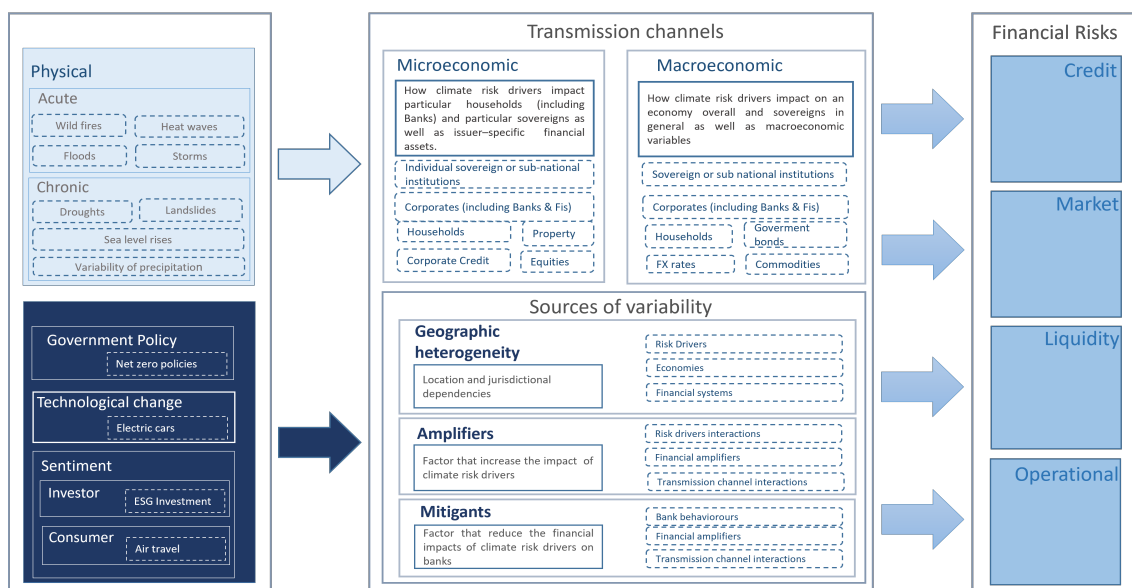 Physical
Acute
Wild fires
Heat waves
Floods
Storms
Chronic
Droughts
Landslides
Sea level rises
Variability of precipitation
Government Policy
Net zero policies
Technological change
Electric cars
Sentiment
Investor
ESG Investment
Consumer
Air travel
Transmission channels
Microeconomic
How climate risk drivers impact
particular households (including
Banks) and particular sovereigns as
well as issuer–specific financial
assets.
Individual sovereign or sub-national
institutions
Corporates (including Banks & Fis)
Households
Property
Corporate Credit
Equities
Macroeconomic
How climate risk drivers impact on an
economy overall and sovereigns in
general as well as macroeconomic
variables
Sovereign or sub national institutions
Corporates (including Banks & Fis)
Households
Goverment
bonds
FX rates
Commodities
Sources of variability
Geographic
heterogeneity
Location and jurisdictional
dependencies
Risk Drivers
Economies
Financial systems
Amplifiers
Factor that increase the impact of
climate risk drivers
Risk drivers interactions
Financial amplifiers
Transmission channel interactions
Mitigants
Factor that reduce the financial
impacts of climate risk drivers on
banks
Bank behaviorours
Financial amplifiers
Transmission channel interactions
Financial Risks
Credit
Market
Liquidity
Operational